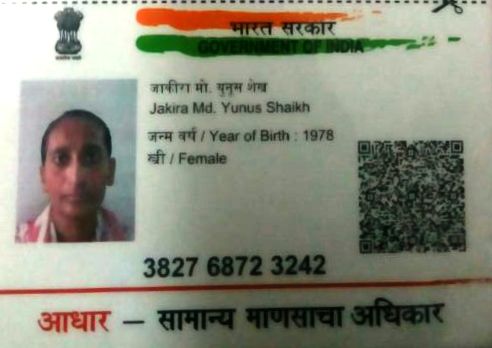 भारत सरकार
GOVERNMENT OF INDIA
जाकीरा मो. युनूस शेख
Jakira Md. Yunus Shaikh
जन्म वर्ष / Year of Birth : 1978
स्त्री / Female
3827 6872 3242
आधार – सामान्य माणसाचा अधिकार